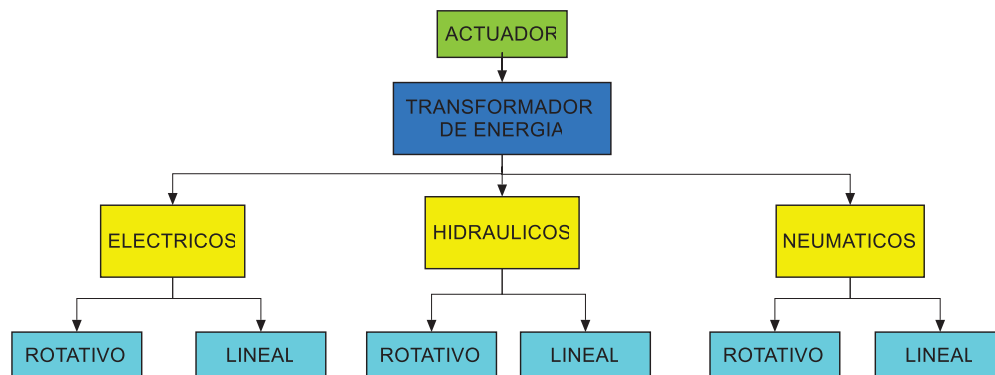 ACTUADOR
TRANSFORMADOR
DE ENERGIA
ELECTRICOS
HIDRAULICOS
NEUMATICOS
ROTATIVO
LINEAL
ROTATIVO
LINEAL
ROTATIVO
LINEAL